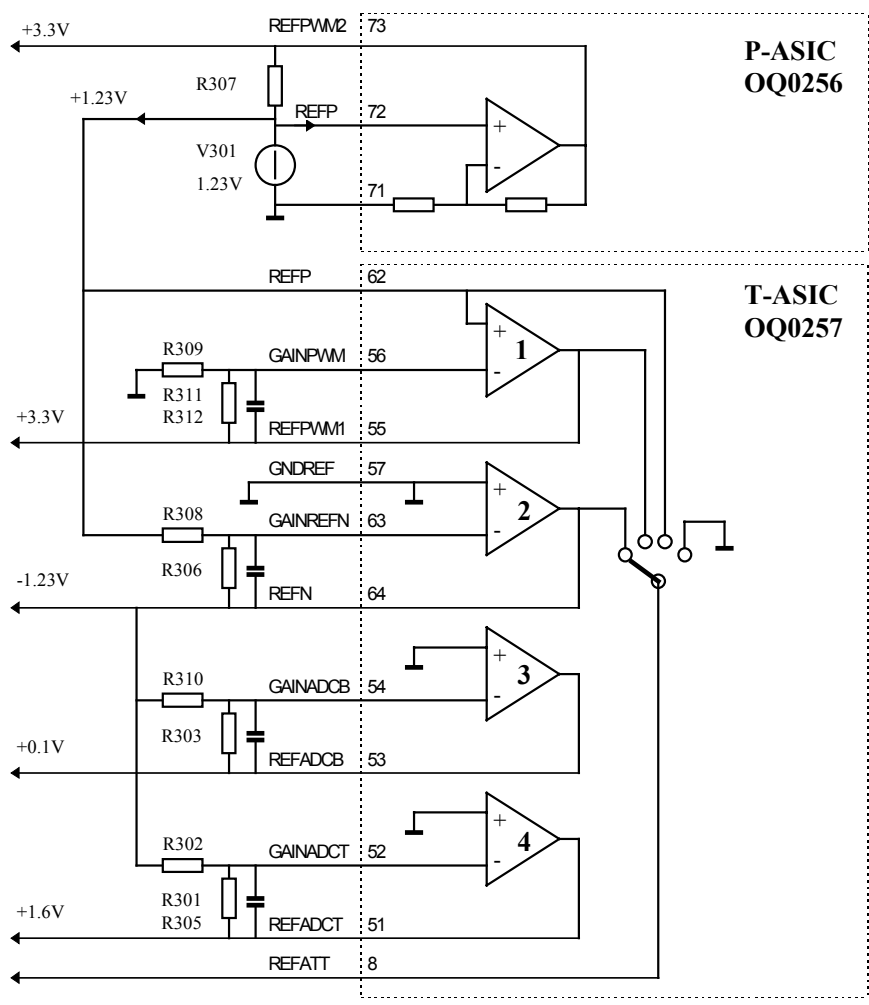 REFPWM2 73
+3.3V
P-ASIC
OQ0256
R307
+1.23V
REFP 72
+
V301
-
1.23V
71
REFP 62
T-ASIC
OQ0257
+
1
R309
GAINPWM 56
-
R311
R312
+3.3V
REFPWM1 55
GNDREF 57
+
2
R308
GAINREFN 63
-
R306
-1.23V
REFN 64
+
3
R310
GAINADCB 54
-
R303
+0.1V
REFADCB 53
+
4
R302
GAINADCT 52
-
R301
R305
+1.6V
REFADCT 51
REFATT 8